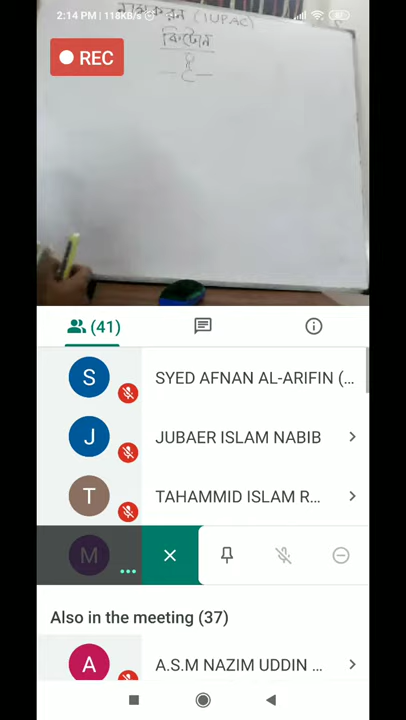 2:14 PM | 118KB/s
নামকরন (IUPAC)
কিটোন
REC
(41)
S
SYED AFNAN AL-ARIFIN (...
J
JUBAER ISLAM NABIB
T
TAHAMMID ISLAM R...
M
Also in the meeting (37)
A
A.S.M NAZIM UDDIN ...